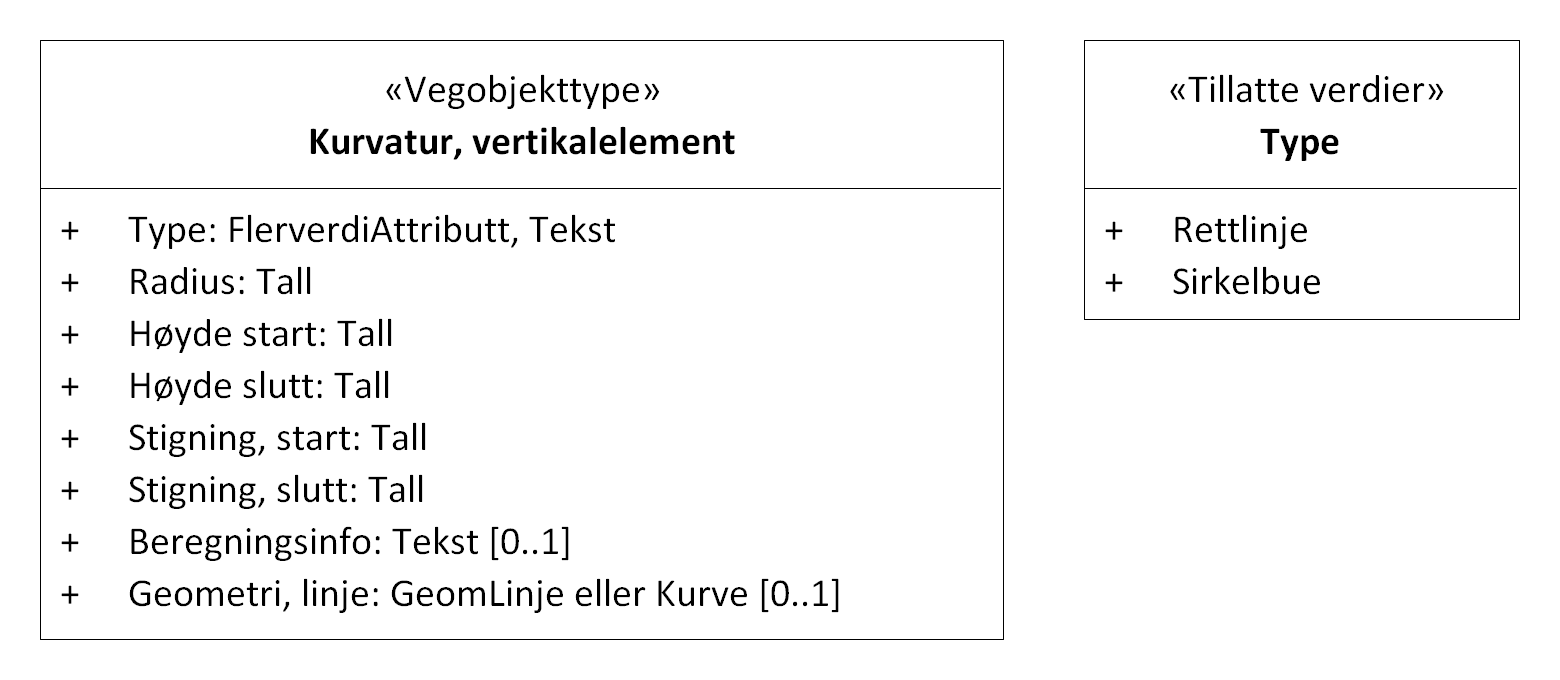 «Vegobjekttype»
Kurvatur, vertikalelement
+ Type: FlerverdiAttributt, Tekst
+ Radius: Tall
+ Høyde start: Tall
+ Høyde slutt: Tall
+ Stigning, start: Tall
+ Stigning, slutt: Tall
+ Beregningsinfo: Tekst [0..1]
+ Geometri, linje: GeomLinje eller Kurve [0..1]
«Tillatte verdier»
Type
+ Rettlinje
+ Sirkelbue